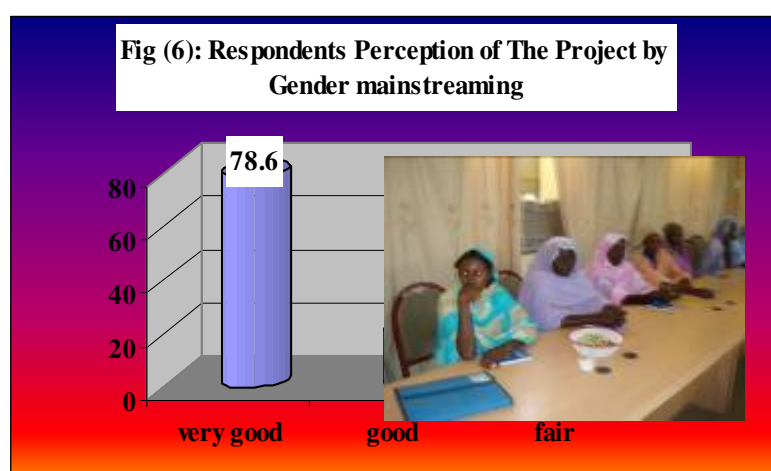 Fig (6): Respondents Perception of The Project by
Gender mainstreaming
78.6
80
60
40
20
0
very good good fair